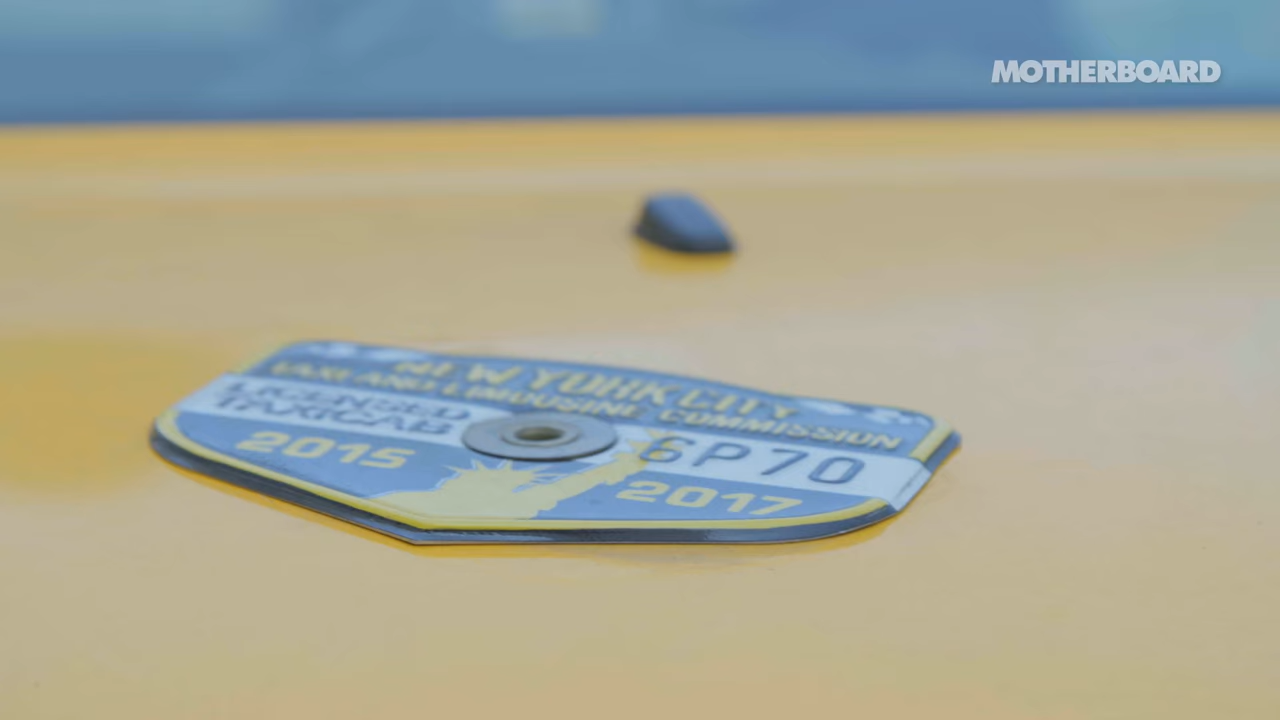 MOTHERBOARD
NEW YORK CITY
TAXI AND LIMOUSINE COMMISSION
LICENSED
TAXICAB
6P70
2015
2017